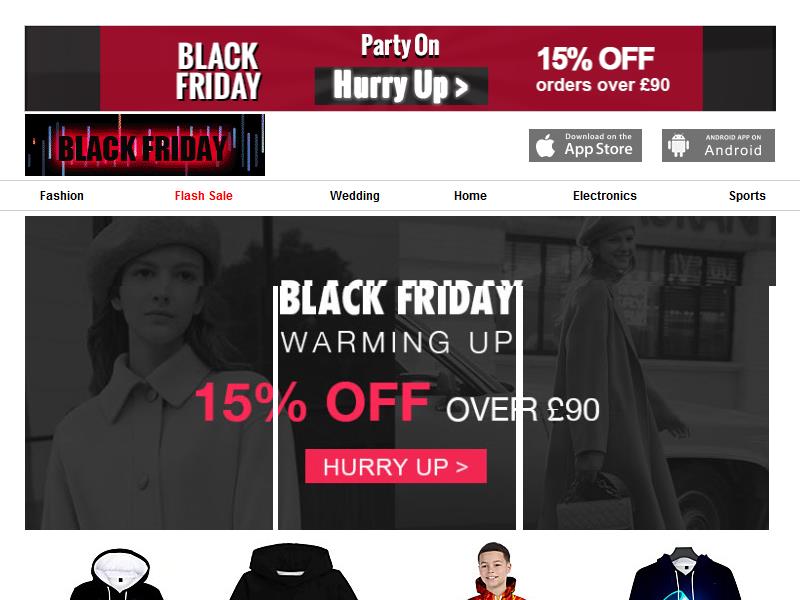 BLACK
FRIDAY
Party On
Hurry Up >
15% OFF
orders over £90
BLACK FRIDAY
Download on the
App Store
ANDROID APP ON
Android
Fashion
Flash Sale
Wedding
Home
Electronics
Sports
BLACK FRIDAY
WARMING UP
15% OFF OVER £90
HURRY UP >